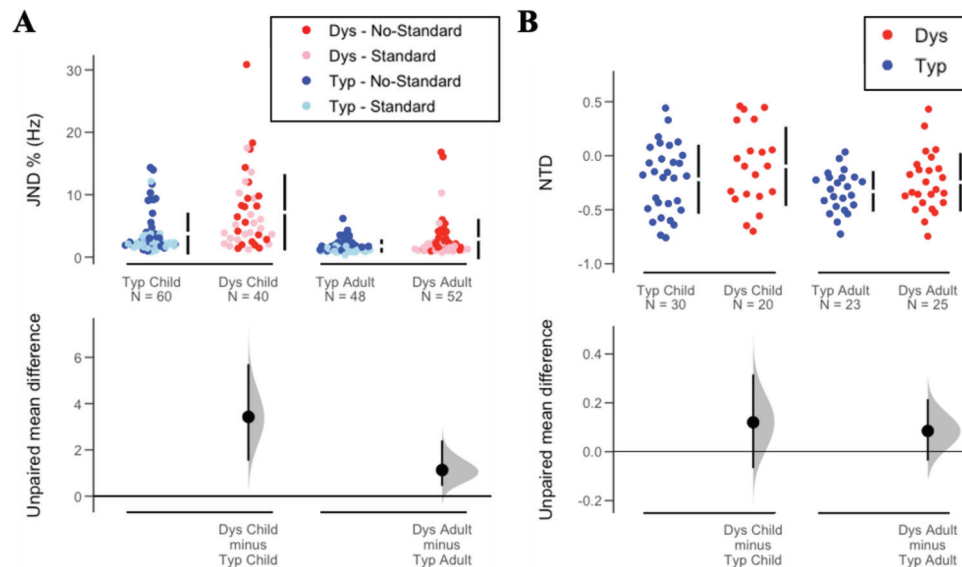 A
Dys - No-Standard
Dys - Standard
Typ - No-Standard
Typ - Standard
JND % (Hz)
30
20
10
0
Typ Child
N = 60
Dys Child
N = 40
Typ Adult
N = 48
Dys Adult
N = 52
Unpaired mean difference
6
4
2
0
Dys Child
minus
Typ Child
Dys Adult
minus
Typ Adult
B
Dys
Typ
NTD
0.5
-0.0
-0.5
-1.0
Typ Child
N = 30
Dys Child
N = 20
Typ Adult
N = 23
Dys Adult
N = 25
Unpaired mean difference
0.4
0.2
0.0
-0.2
Dys Child
minus
Typ Child
Dys Adult
minus
Typ Adult